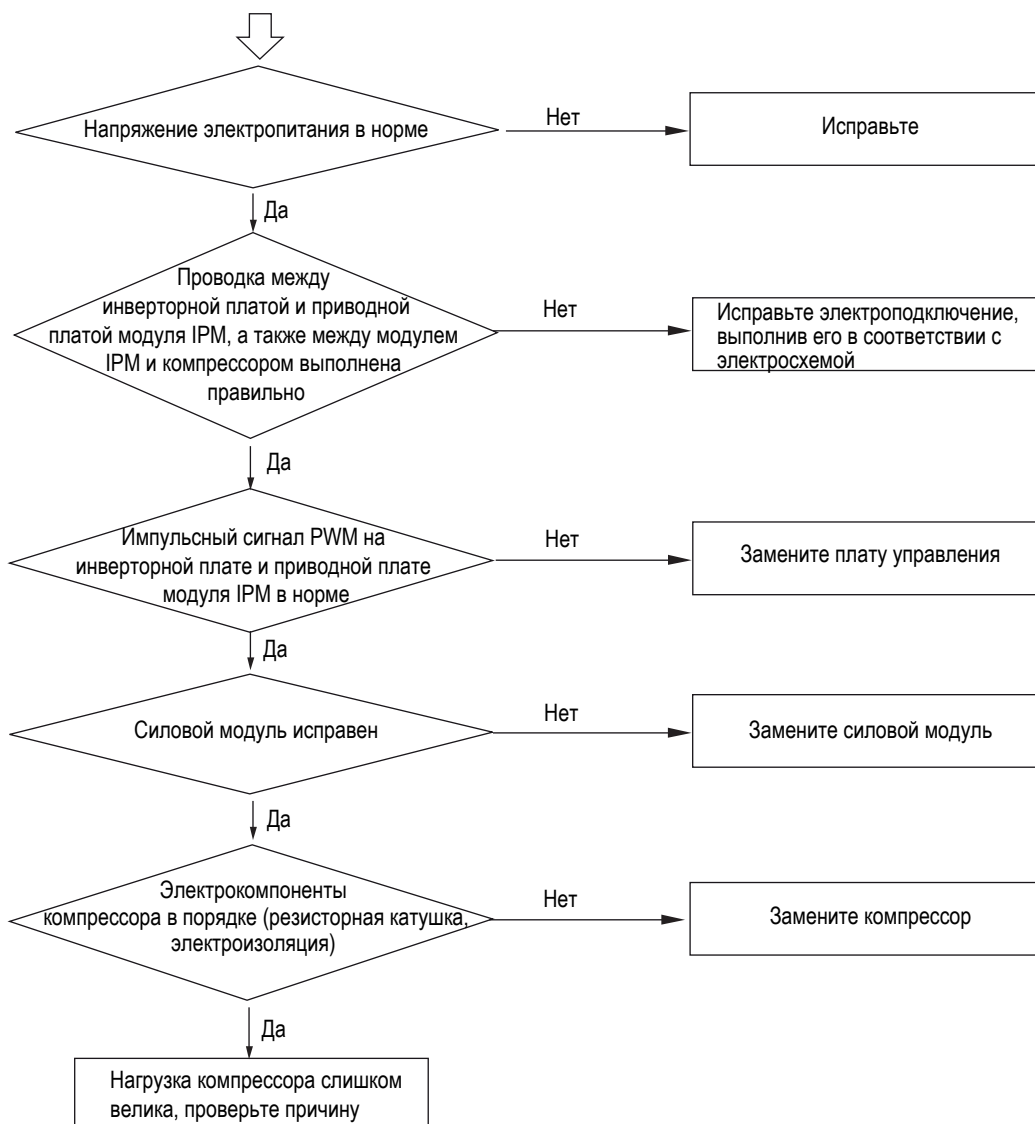 Напряжение электропитания в норме
Нет
Исправьте
Да
Проводка между
инверторной платой и приводной
платой модуля IPM, а также между модулем
IPM и компрессором выполнена
правильно
Нет
Исправьте электроподключение,
выполнив его в соответствии с
электросхемой
Да
Импульсный сигнал PWM на
инверторной плате и приводной плате
модуля IPM в норме
Нет
Замените плату управления
Да
Силовой модуль исправен
Нет
Замените силовой модуль
Да
Электрокомпоненты
компрессора в порядке (резисторная катушка,
электроизоляция)
Нет
Замените компрессор
Да
Нагрузка компрессора слишком
велика, проверьте причину